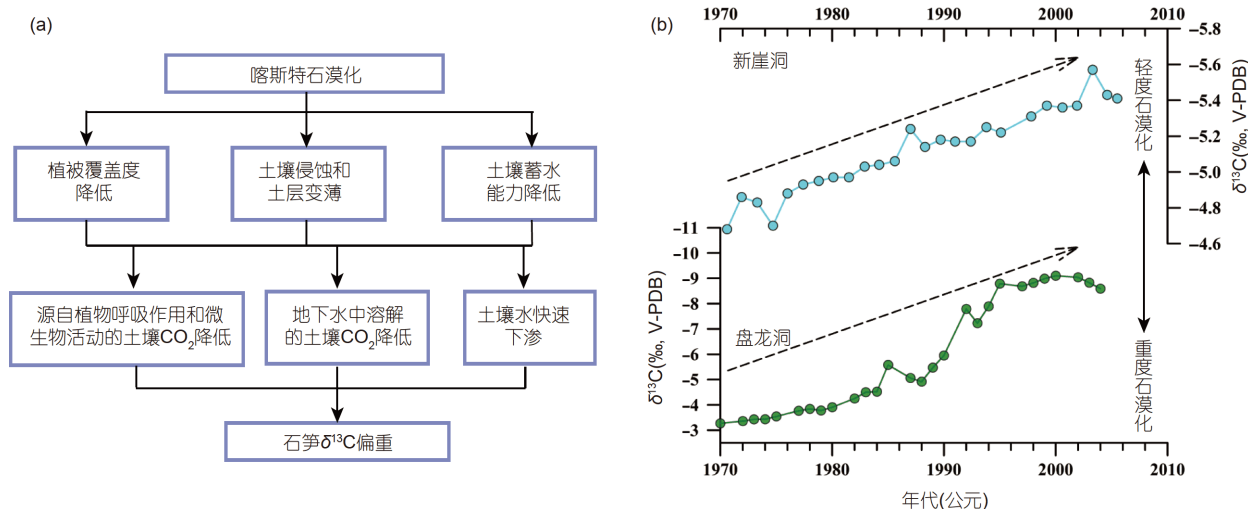 (a)
喀斯特石漠化
植被覆盖度
降低
土壤侵蚀和
土层变薄
土壤蓄水
能力降低
源自植物呼吸作用和微
生物活动的土壤CO₂降低
地下水中溶解
的土壤CO₂降低
土壤水快速
下渗
石笋δ¹³C偏重
(b)
1970 1980 1990 2000 2010
新崖洞
−5.8
−5.6
−5.4
−5.2
−5.0
−4.8
−4.6
δ¹³C(‰, V-PDB)
轻度石漠化
重度石漠化
−11
−10
−9
−8
−7
−6
−5
−4
−3
δ¹³C(‰, V-PDB)
盘龙洞
1970 1980 1990 2000 2010
年代(公元)